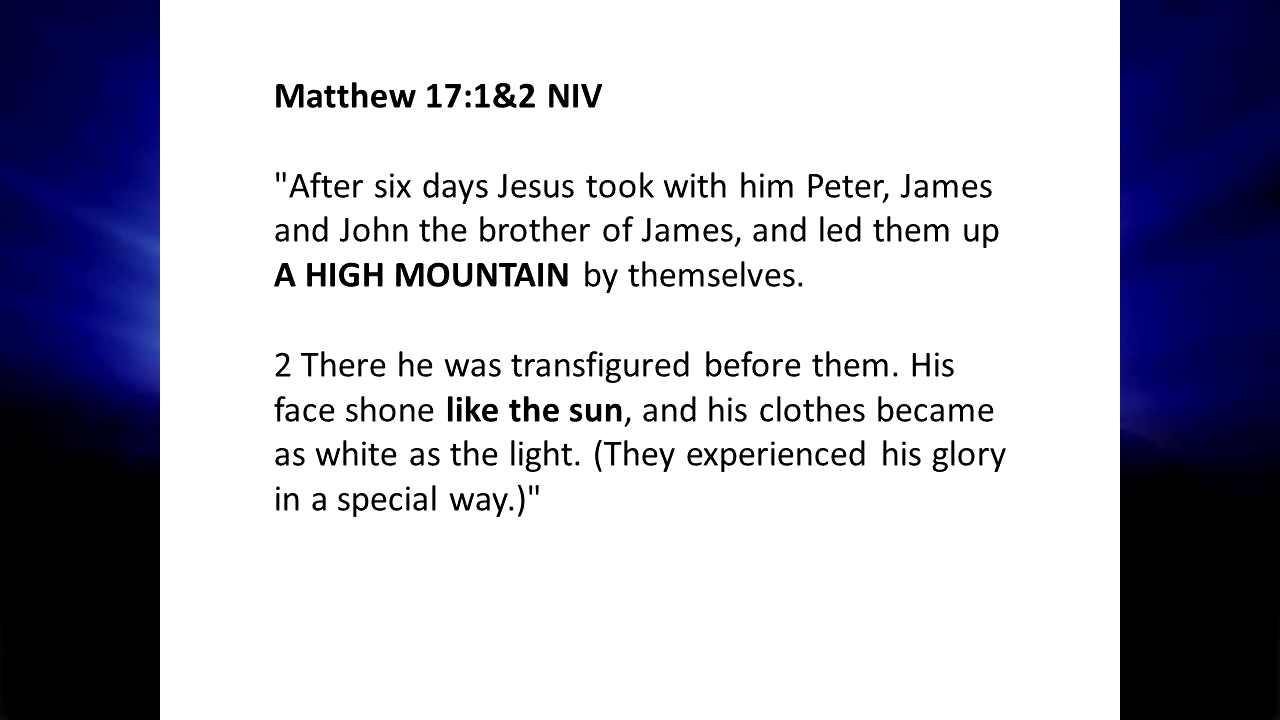 Matthew 17:1&2 NIV
"After six days Jesus took with him Peter, James
and John the brother of James, and led them up
A HIGH MOUNTAIN by themselves.
2 There he was transfigured before them. His
face shone like the sun, and his clothes became
as white as the light. (They experienced his glory
in a special way.)"